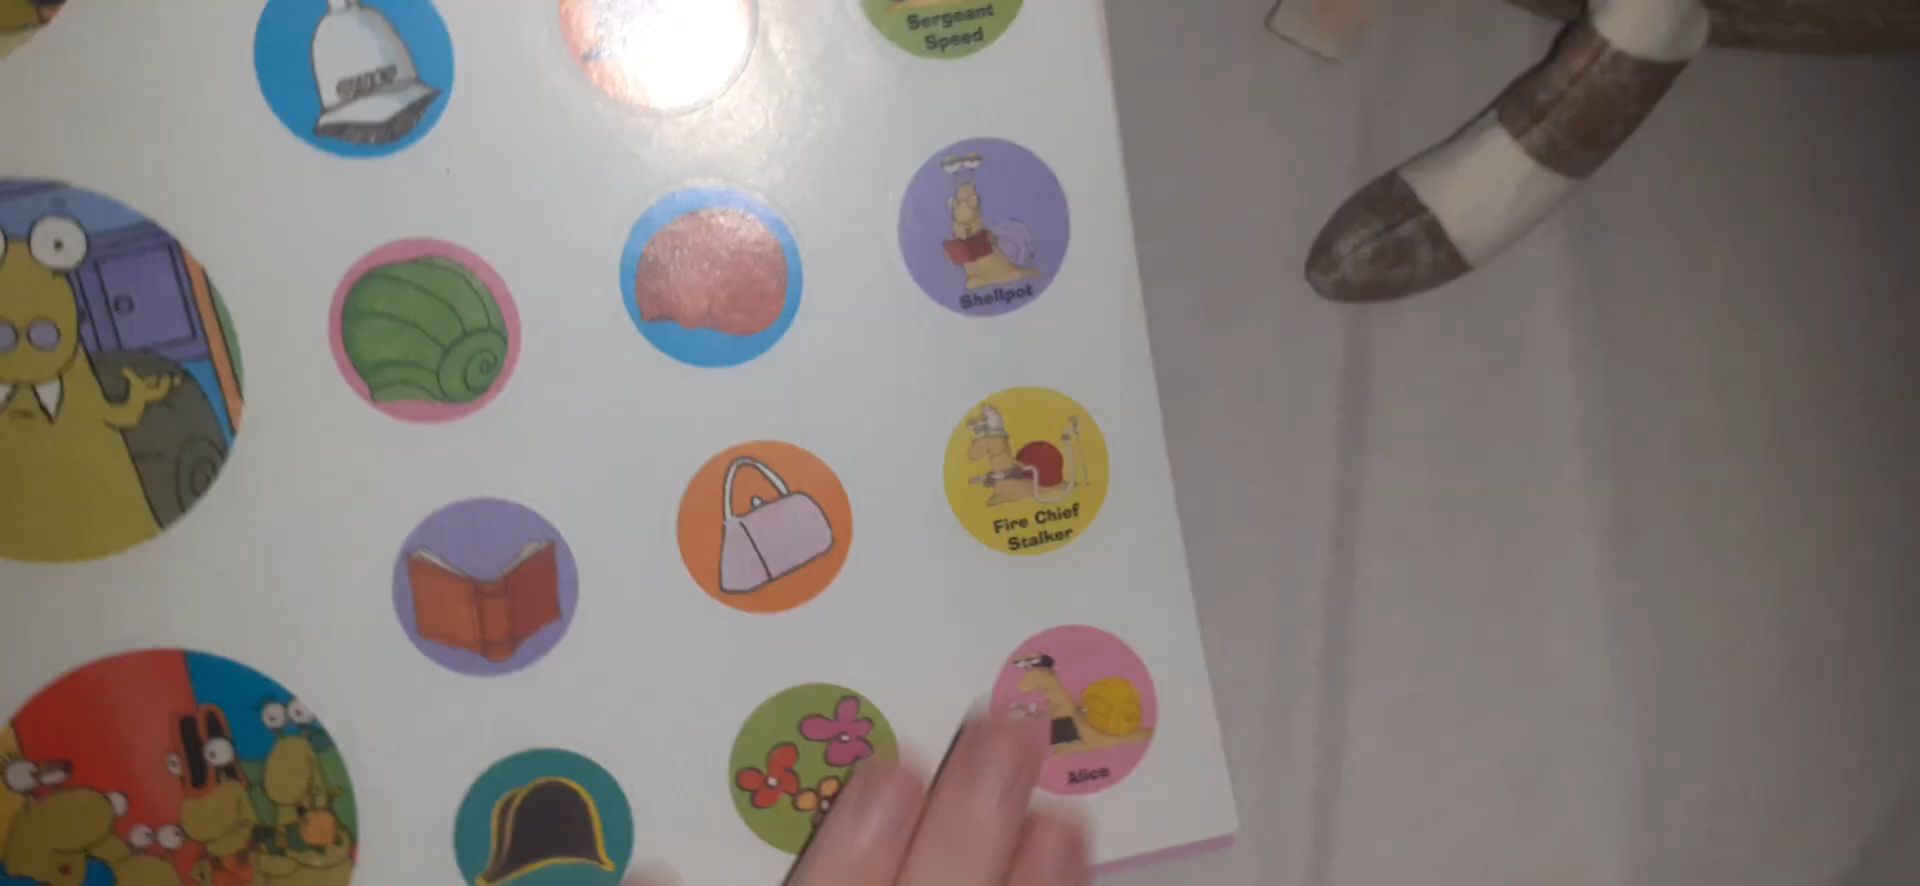 Sergeant
Speed
Shellpot
Fire Chief
Stalker
Alice